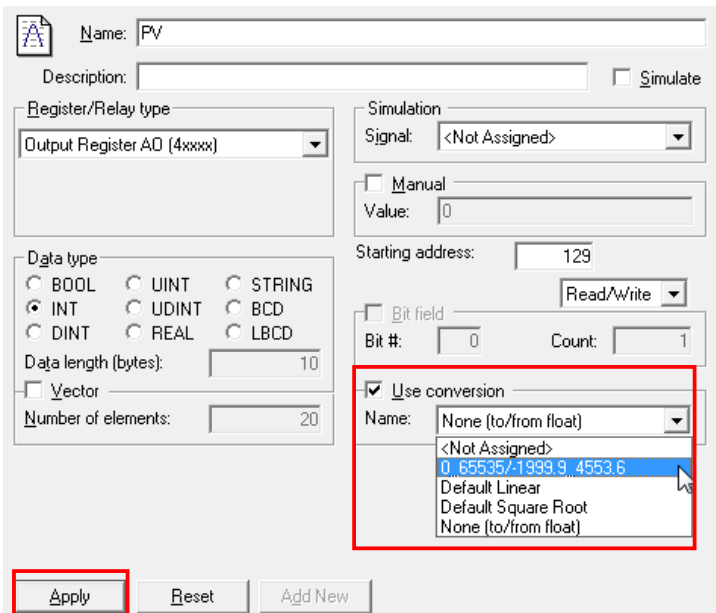 Name: PV
Description:
Simulate
Register/Relay type
Output Register AO (4xxxx)
Simulation
Signal: <Not Assigned>
Manual
Value: 0
Data type
BOOL UINT STRING
INT UDINT BCD
DINT REAL LBCD
Data length (bytes): 10
Vector
Number of elements: 20
Starting address: 129
Read/Write
Bit field
Bit #: 0 Count: 1
Use conversion
Name: None (to/from float)
<Not Assigned>
0..65535/-1999.9..4553.6
Default Linear
Default Square Root
None (to/from float)
Apply Reset Add New